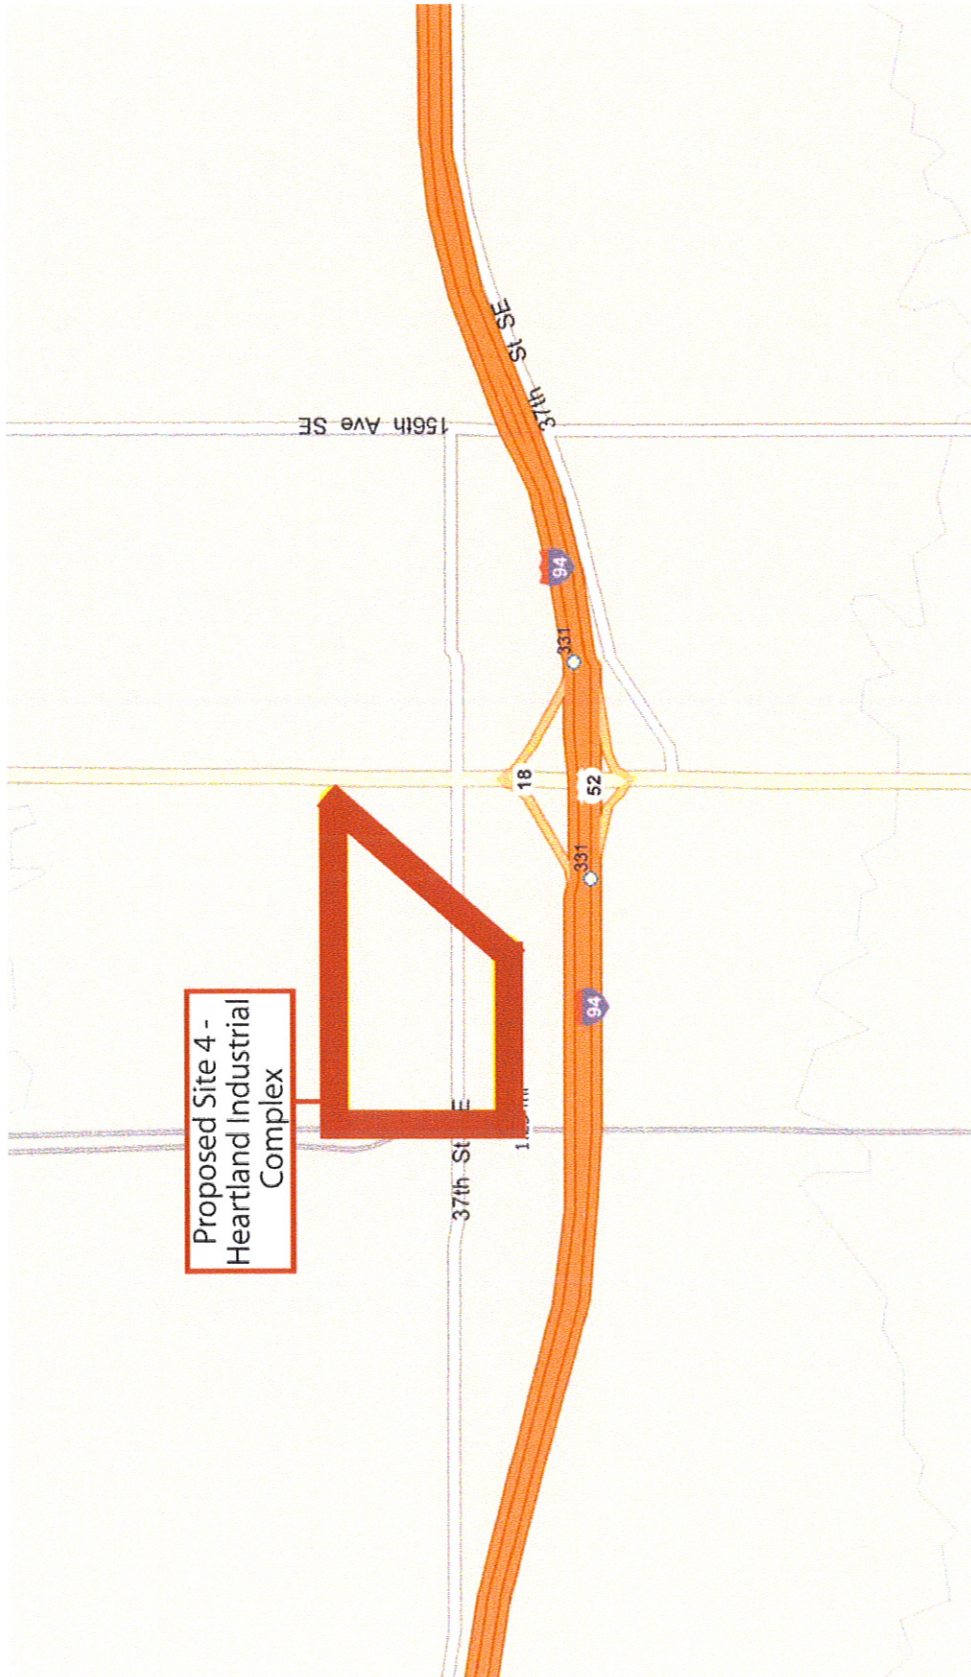 Proposed Site 4 -
Heartland Industrial
Complex
37th St
E
156th Ave SE
37th St SE
94
331
18
52
331
94